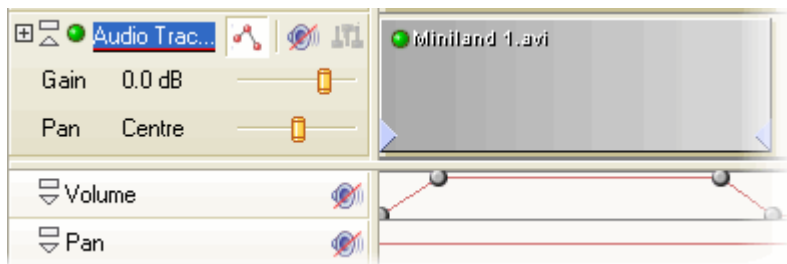 Audio Trac...
Miniland 1.avi
Gain 0.0 dB
Pan Centre
Volume
Pan